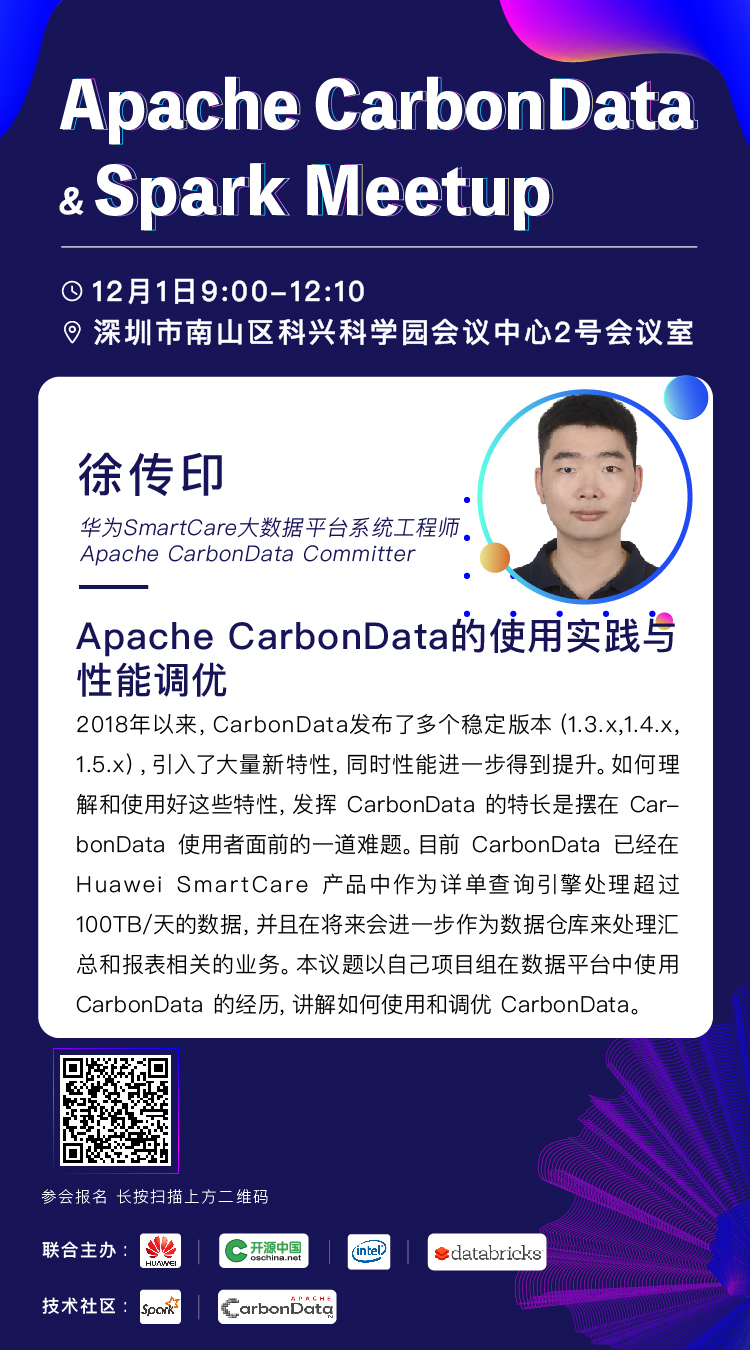 Apache CarbonData
& Spark Meetup
12月1日9:00-12:10
深圳市南山区科兴科学园会议中心2号会议室
徐传印
华为SmartCare大数据平台系统工程师
Apache CarbonData Committer
Apache CarbonData的使用实践与
性能调优
2018年以来, CarbonData发布了多个稳定版本 (1.3.x,1.4.x,
1.5.x) , 引入了大量新特性, 同时性能进一步得到提升。如何理
解和使用好这些特性, 发挥 CarbonData 的特长是摆在 Car-
bonData 使用者面前的一道难题。目前 CarbonData 已经在
Huawei SmartCare 产品中作为详单查询引擎处理超过
100TB/天的数据, 并且在将来会进一步作为数据仓库来处理汇
总和报表相关的业务。本议题以自己项目组在数据平台中使用
CarbonData 的经历, 讲解如何使用和调优 CarbonData。
参会报名 长按扫描上方二维码
联合主办： HUAWEI 开源中国 oschina.net intel databricks
技术社区： Spark APACHE CarbonData